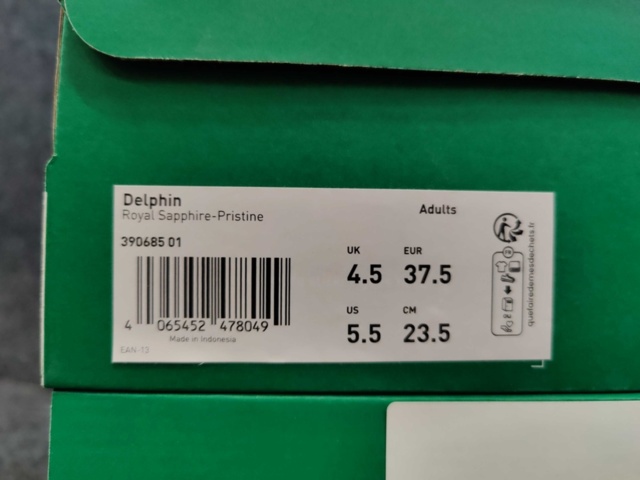 Delphin
Royal Sapphire-Pristine
Adults
390685 01
UK
4.5
EUR
37.5
US
5.5
CM
23.5
4 065452 478049
Made in Indonesia
EAN-13
quefairedemesdechets.fr